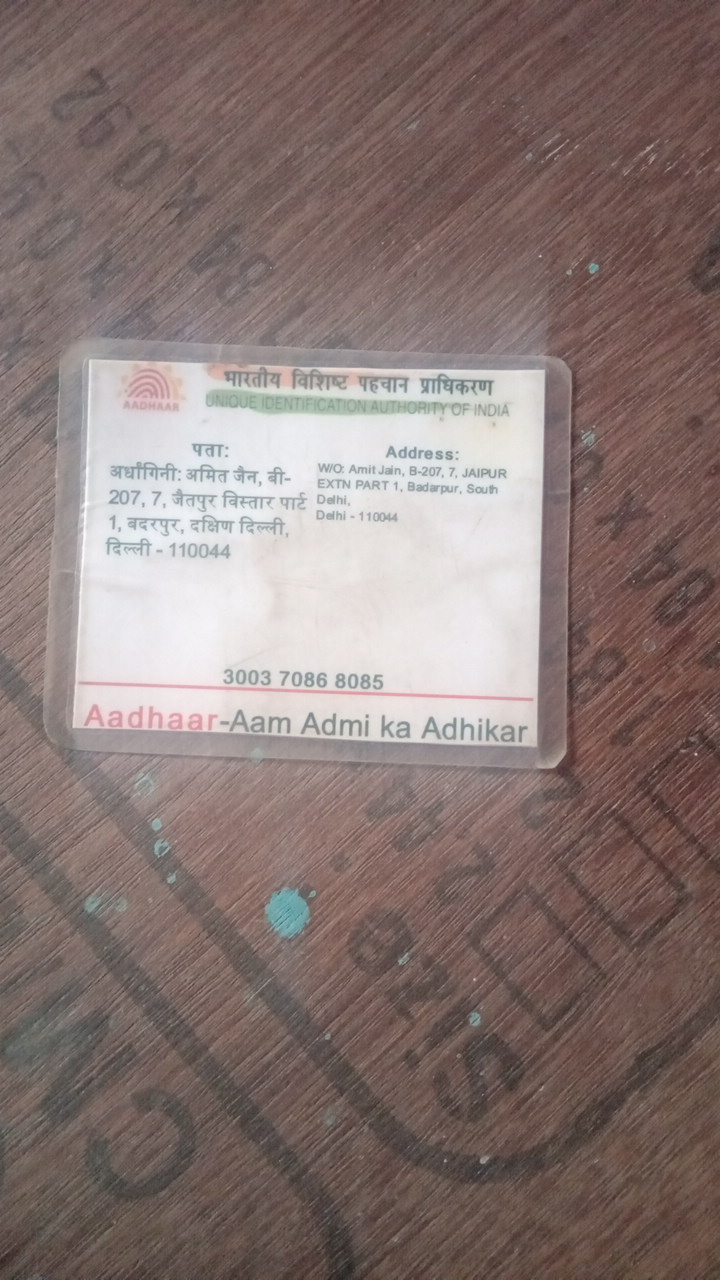 भारतीय विशिष्ट पहचान प्राधिकरण
AADHAAR
UNIQUE IDENTIFICATION AUTHORITY OF INDIA
पता:
अर्धांगिनी: अमित जैन, बी-
207, 7, जैतपुर विस्तार पार्ट
1, बदरपुर, दक्षिण दिल्ली,
दिल्ली - 110044
Address:
W/O: Amit Jain, B-207, 7, JAIPUR
EXTN PART 1, Badarpur, South
Delhi,
Delhi - 110044
3003 7086 8085
Aadhaar-Aam Admi ka Adhikar